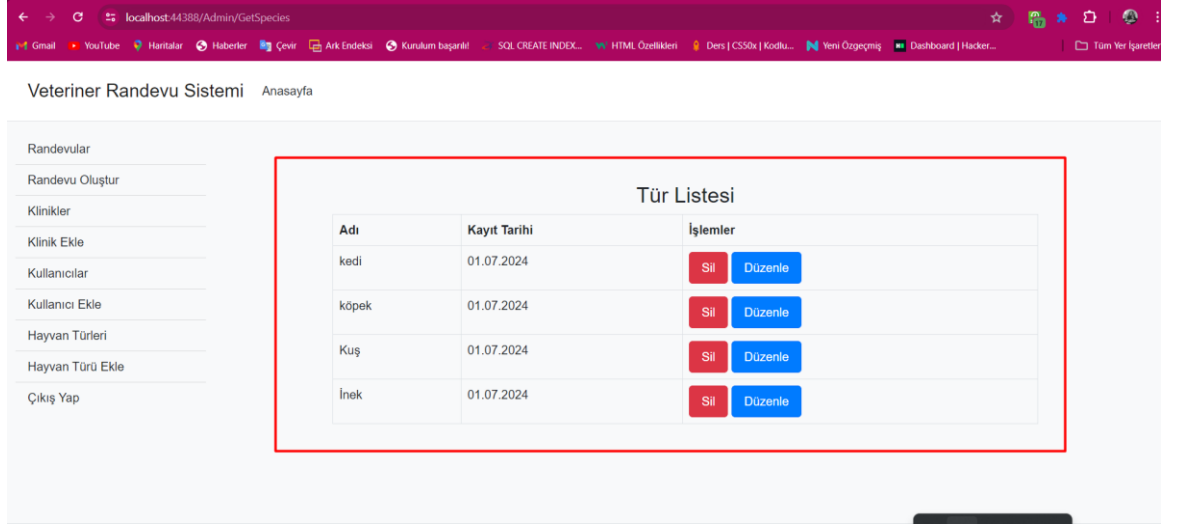 localhost:44388/Admin/GetSpecies
17
Gmail YouTube Haritalar Haberler Çevir Ark Endeksi Kurulum başarılı! SQL CREATE INDEX... HTML Özellikleri Ders | CS50x | Kodlu... Yeni Özgeçmiş Dashboard | Hacker... Tüm Yer İşaretler
Veteriner Randevu Sistemi Anasayfa
Randevular
Randevu Oluştur
Klinikler
Klinik Ekle
Kullanıcılar
Kullanıcı Ekle
Hayvan Türleri
Hayvan Türü Ekle
Çıkış Yap
Tür Listesi
Adı Kayıt Tarihi İşlemler
kedi 01.07.2024 Sil Düzenle
köpek 01.07.2024 Sil Düzenle
Kuş 01.07.2024 Sil Düzenle
İnek 01.07.2024 Sil Düzenle